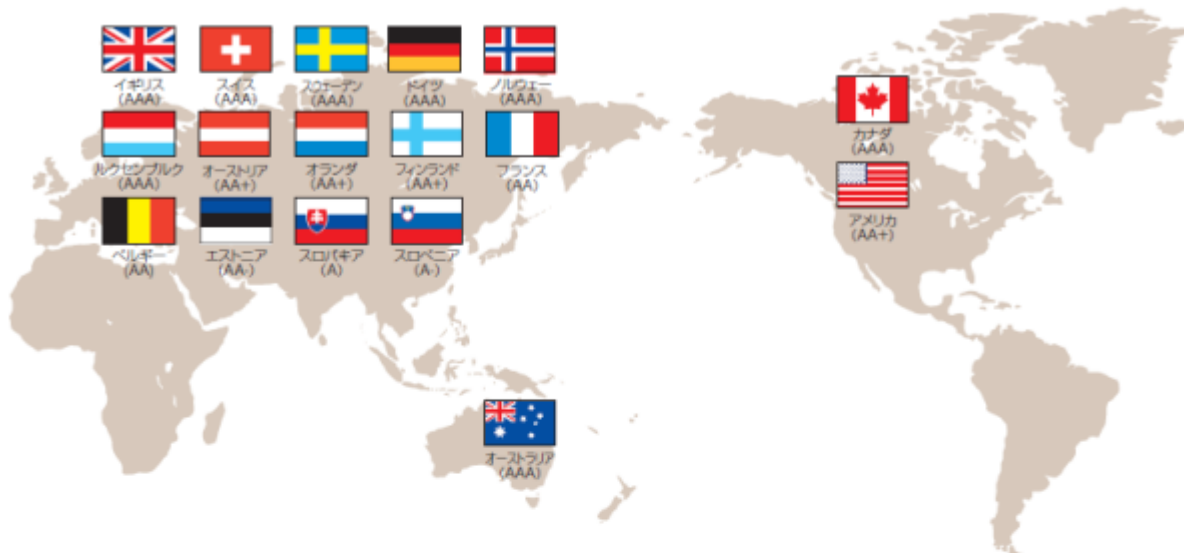 イギリス
(AAA)
スイス
(AAA)
スウェーデン
(AAA)
ドイツ
(AAA)
ノルウェー
(AAA)
ルクセンブルク
(AAA)
オーストリア
(AA+)
オランダ
(AA+)
フィンランド
(AA+)
フランス
(AA)
ベルギー
(AA)
エストニア
(AA-)
スロバキア
(A)
スロベニア
(A-)
カナダ
(AAA)
アメリカ
(AA+)
オーストラリア
(AAA)